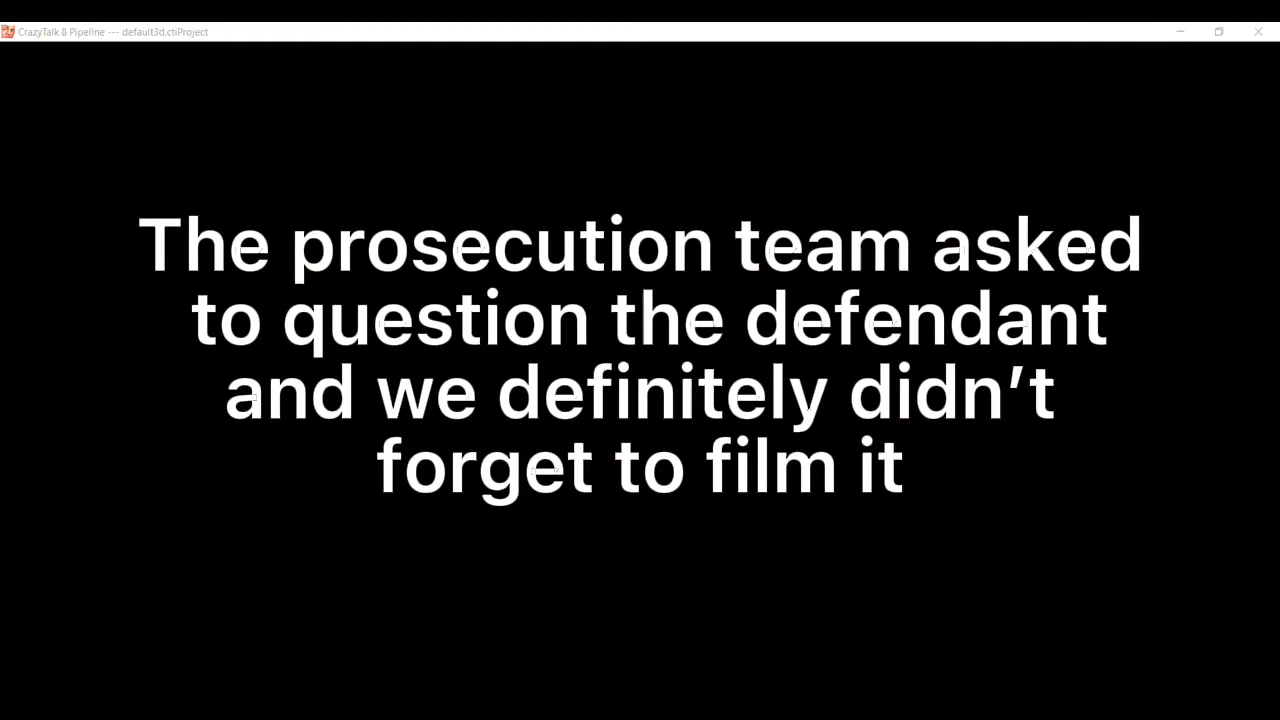 CrazyTalk 8 Pipeline --- default3d.ctiProject
The prosecution team asked
to question the defendant
and we definitely didn’t
forget to film it